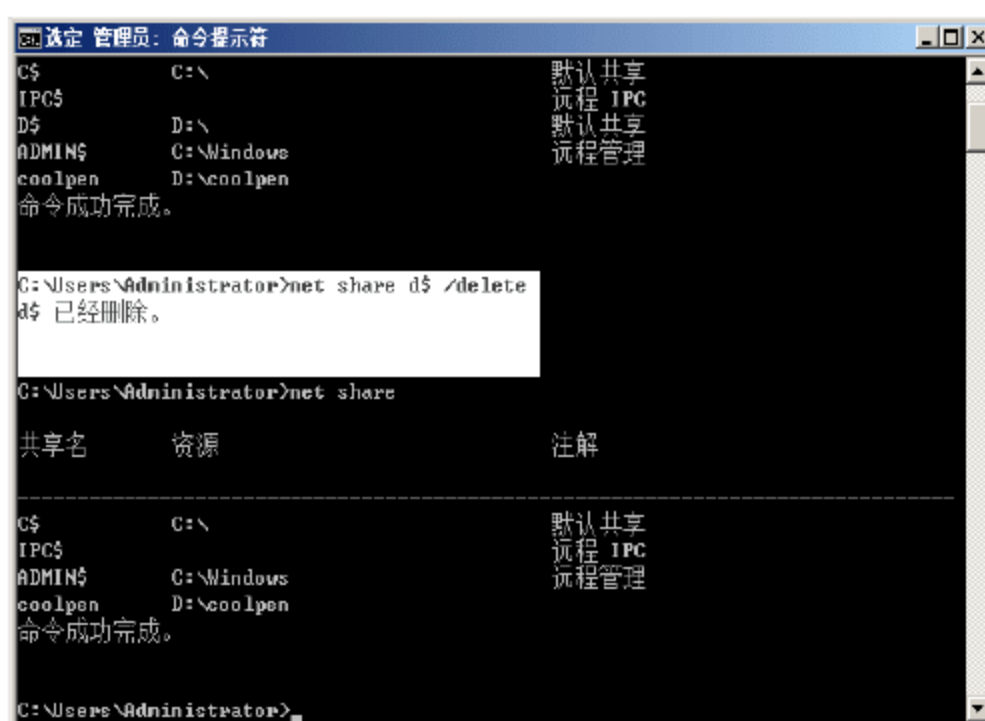 选定 管理员: 命令提示符
C$ C:\ 默认共享
IPC$ 远程 IPC
D$ D:\ 默认共享
ADMIN$ C:\Windows 远程管理
coolpen D:\coolpen
命令成功完成。
C:\Users\Administrator>net share d$ /delete
d$ 已经删除。
C:\Users\Administrator>net share
共享名 资源 注解
-------------------------------------------------------------------------------
C$ C:\ 默认共享
IPC$ 远程 IPC
ADMIN$ C:\Windows 远程管理
coolpen D:\coolpen
命令成功完成。
C:\Users\Administrator>_